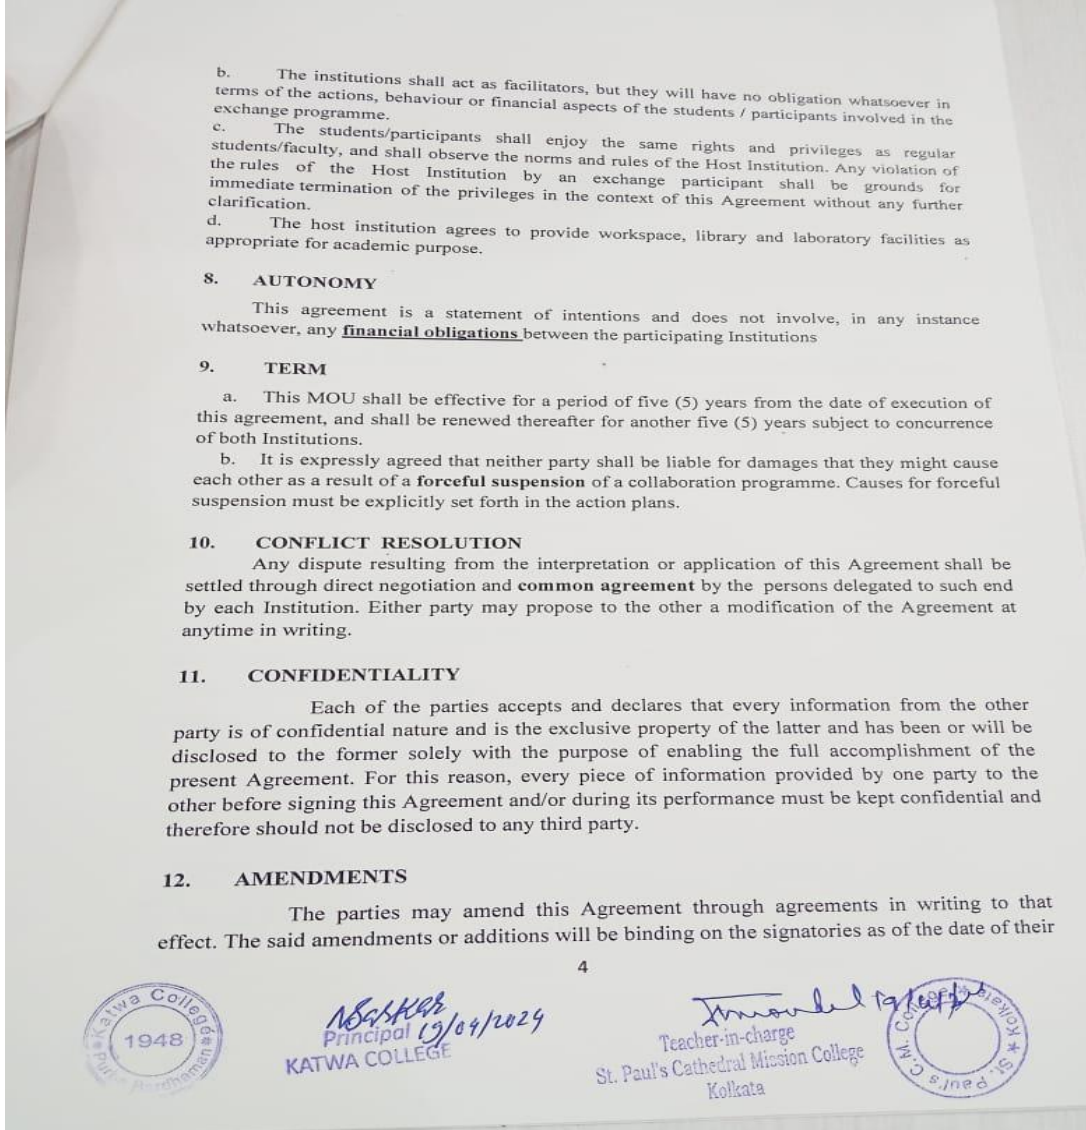 b. The institutions shall act as facilitators, but they will have no obligation whatsoever in
terms of the actions, behaviour or financial aspects of the students / participants involved in the
exchange programme.
c. The students/participants shall enjoy the same rights and privileges as regular
students/faculty, and shall observe the norms and rules of the Host Institution. Any violation of
the rules of the Host Institution by an exchange participant shall be grounds for
immediate termination of the privileges in the context of this Agreement without any further
clarification.
d. The host institution agrees to provide workspace, library and laboratory facilities as
appropriate for academic purpose.
8. AUTONOMY
This agreement is a statement of intentions and does not involve, in any instance
whatsoever, any financial obligations between the participating Institutions
9. TERM
a. This MOU shall be effective for a period of five (5) years from the date of execution of
this agreement, and shall be renewed thereafter for another five (5) years subject to concurrence
of both Institutions.
b. It is expressly agreed that neither party shall be liable for damages that they might cause
each other as a result of a forceful suspension of a collaboration programme. Causes for forceful
suspension must be explicitly set forth in the action plans.
10. CONFLICT RESOLUTION
Any dispute resulting from the interpretation or application of this Agreement shall be
settled through direct negotiation and common agreement by the persons delegated to such end
by each Institution. Either party may propose to the other a modification of the Agreement at
anytime in writing.
11. CONFIDENTIALITY
Each of the parties accepts and declares that every information from the other
party is of confidential nature and is the exclusive property of the latter and has been or will be
disclosed to the former solely with the purpose of enabling the full accomplishment of the
present Agreement. For this reason, every piece of information provided by one party to the
other before signing this Agreement and/or during its performance must be kept confidential and
therefore should not be disclosed to any third party.
12. AMENDMENTS
The parties may amend this Agreement through agreements in writing to that
effect. The said amendments or additions will be binding on the signatories as of the date of their
4
Katwa College
1948
Purba Bardhaman
19/04/2024
Principal
KATWA COLLEGE
Teacher-in-charge
St. Paul's Cathedral Mission College
Kolkata
St. Paul's C.M. College
Kolkata